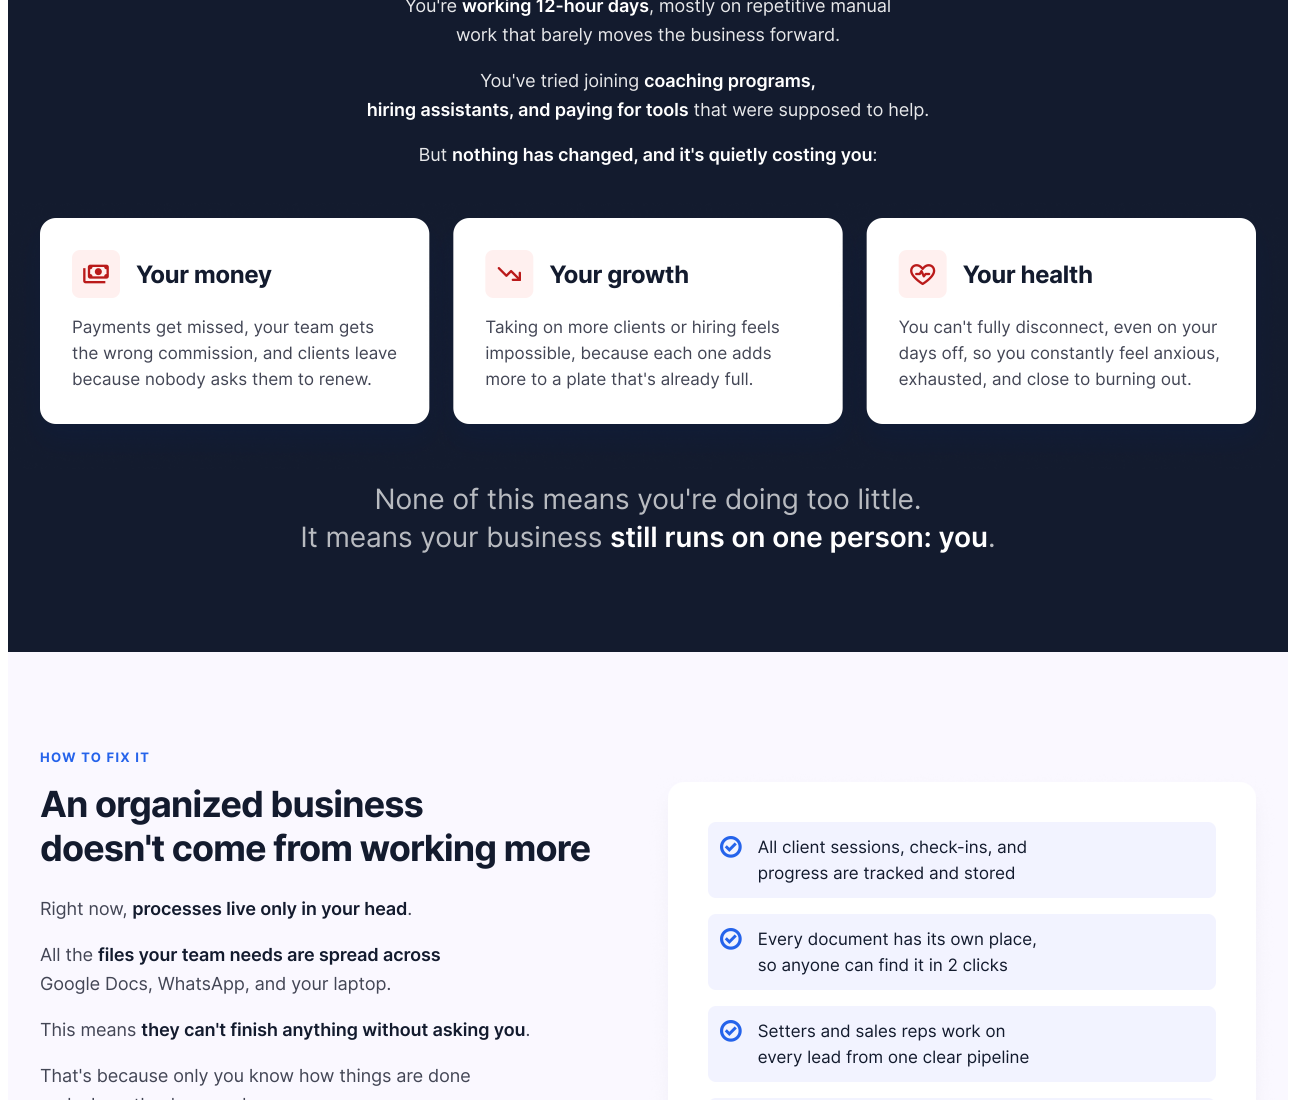 You're working 12-hour days, mostly on repetitive manual
work that barely moves the business forward.
You've tried joining coaching programs,
hiring assistants, and paying for tools that were supposed to help.
But nothing has changed, and it's quietly costing you:
Your money
Payments get missed, your team gets
the wrong commission, and clients leave
because nobody asks them to renew.
Your growth
Taking on more clients or hiring feels
impossible, because each one adds
more to a plate that's already full.
Your health
You can't fully disconnect, even on your
days off, so you constantly feel anxious,
exhausted, and close to burning out.
None of this means you're doing too little.
It means your business still runs on one person: you.
HOW TO FIX IT
An organized business
doesn't come from working more
Right now, processes live only in your head.
All the files your team needs are spread across
Google Docs, WhatsApp, and your laptop.
This means they can't finish anything without asking you.
That's because only you know how things are done
All client sessions, check-ins, and
progress are tracked and stored
Every document has its own place,
so anyone can find it in 2 clicks
Setters and sales reps work on
every lead from one clear pipeline